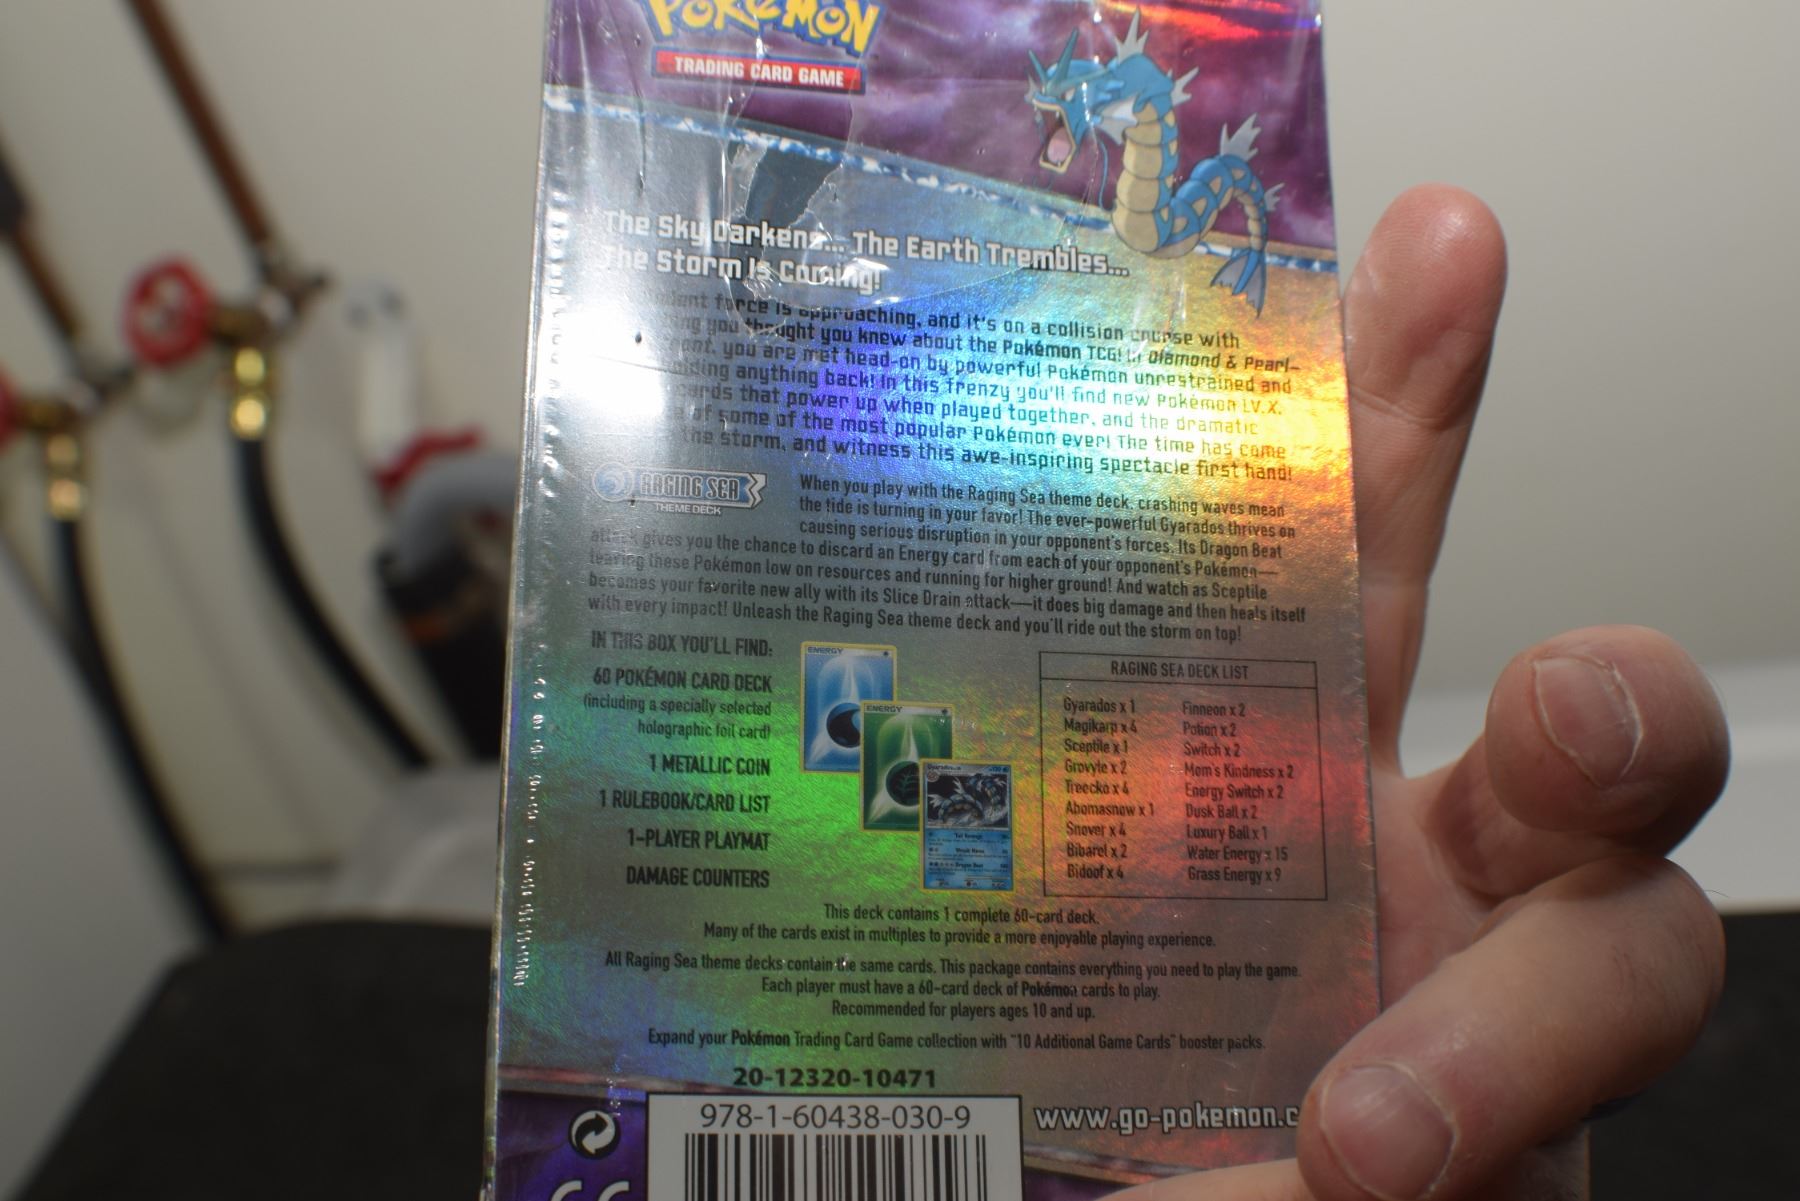 POKéMON
TRADING CARD GAME
The Sky Darkens... The Earth Trembles...
The Storm Is Coming!
force is approaching, and it's on a collision course with
you thought you knew about the Pokémon TCG! In Diamond & Pearl–
you are met head-on by powerful Pokémon unrestrained and
anything back! In this frenzy you'll find new Pokémon LV.X,
cards that power up when played together, and the dramatic
of some of the most popular Pokémon ever! The time has come
the storm, and witness this awe-inspiring spectacle first hand!
RAGING SEA
THEME DECK
When you play with the Raging Sea theme deck, crashing waves mean
the tide is turning in your favor! The ever-powerful Gyarados thrives on
causing serious disruption in your opponent's forces. Its Dragon Beat
attack gives you the chance to discard an Energy card from each of your opponent's Pokémon—
leaving these Pokémon low on resources and running for higher ground! And watch as Sceptile
becomes your favorite new ally with its Slice Drain attack—it does big damage and then heals itself
with every impact! Unleash the Raging Sea theme deck and you'll ride out the storm on top!
IN THIS BOX YOU'LL FIND:
60 POKÉMON CARD DECK
(including a specially selected
holographic foil card)
1 METALLIC COIN
1 RULEBOOK/CARD LIST
1-PLAYER PLAYMAT
DAMAGE COUNTERS
ENERGY
ENERGY
Gyarados
Dragon Beat
RAGING SEA DECK LIST
Gyarados x 1
Magikarp x 4
Sceptile x 1
Grovyle x 2
Treecko x 4
Abomasnow x 1
Snover x 4
Bibarel x 2
Bidoof x 4
Finneon x 2
Potion x 2
Switch x 2
Mom's Kindness x 2
Energy Switch x 2
Dusk Ball x 2
Luxury Ball x 1
Water Energy x 15
Grass Energy x 9
This deck contains 1 complete 60-card deck.
Many of the cards exist in multiples to provide a more enjoyable playing experience.
All Raging Sea theme decks contain the same cards. This package contains everything you need to play the game.
Each player must have a 60-card deck of Pokémon cards to play.
Recommended for players ages 10 and up.
Expand your Pokémon Trading Card Game collection with "10 Additional Game Cards" booster packs.
20-12320-10471
978-1-60438-030-9
www.go-pokemon.c
CE